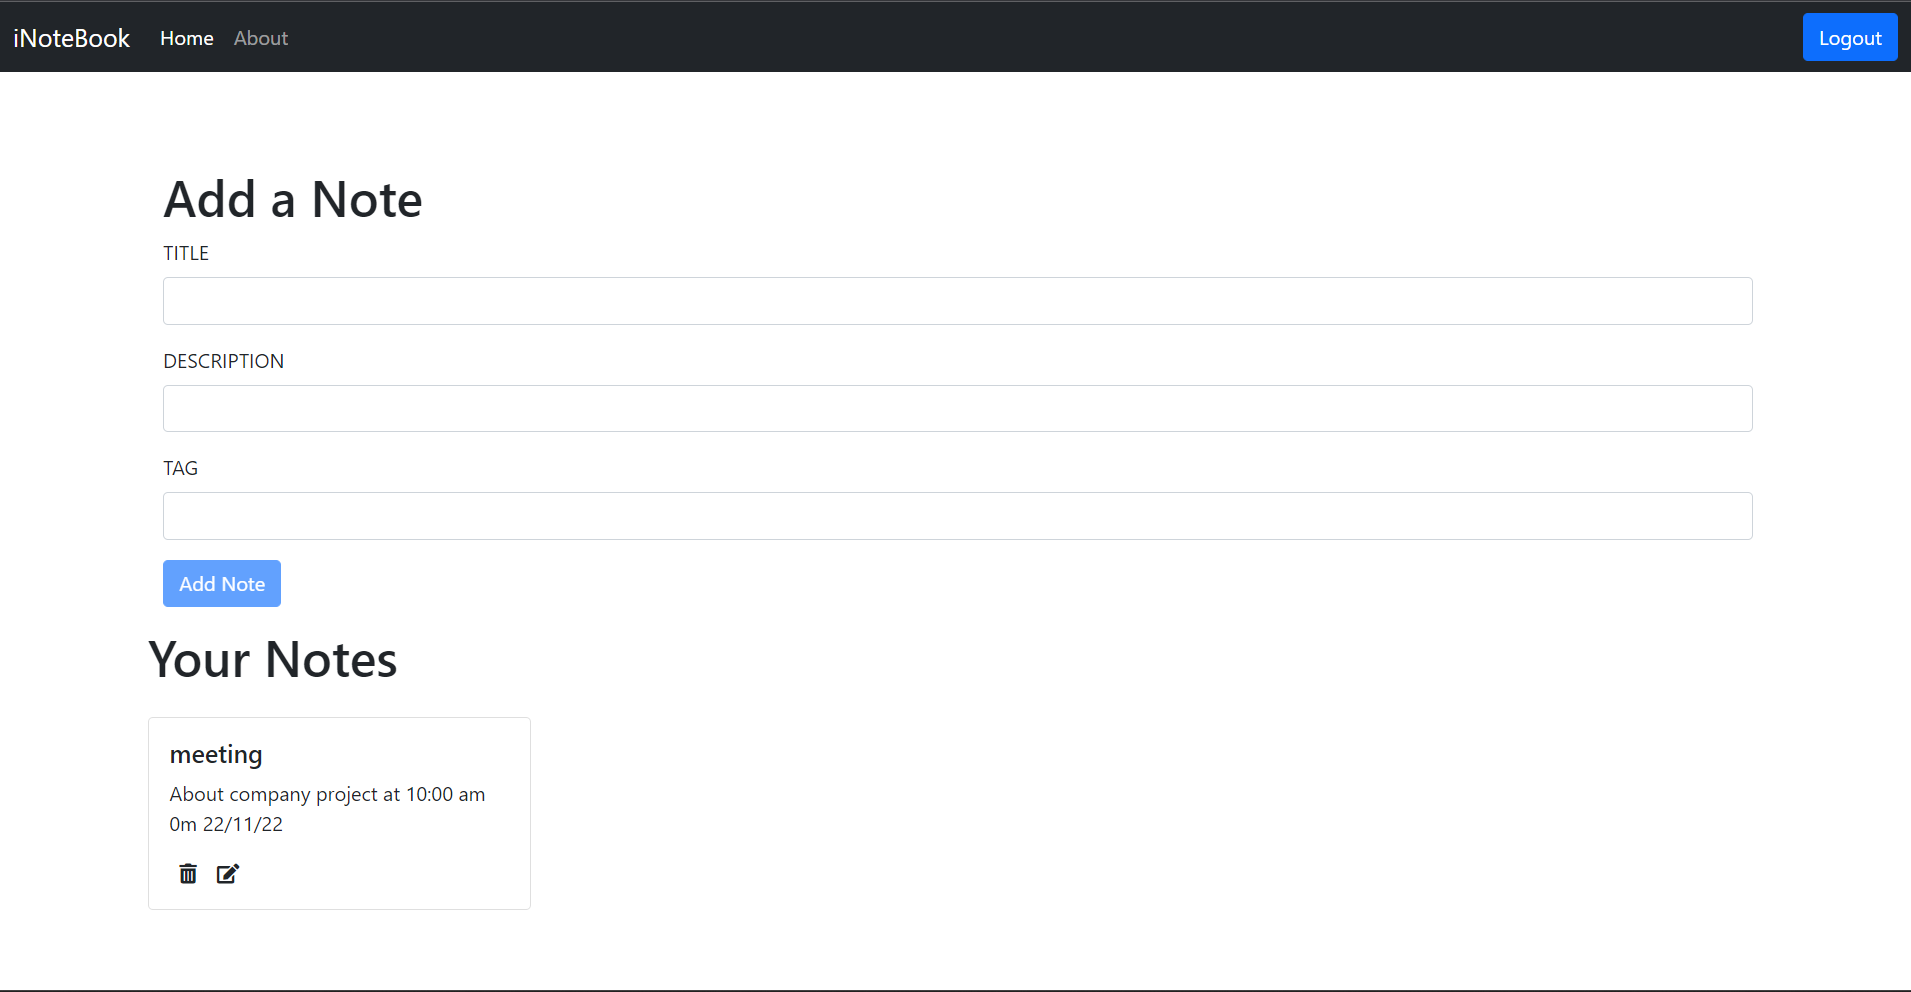 iNoteBook Home About Logout
Add a Note
TITLE
DESCRIPTION
TAG
Add Note
Your Notes
meeting
About company project at 10:00 am
0m 22/11/22